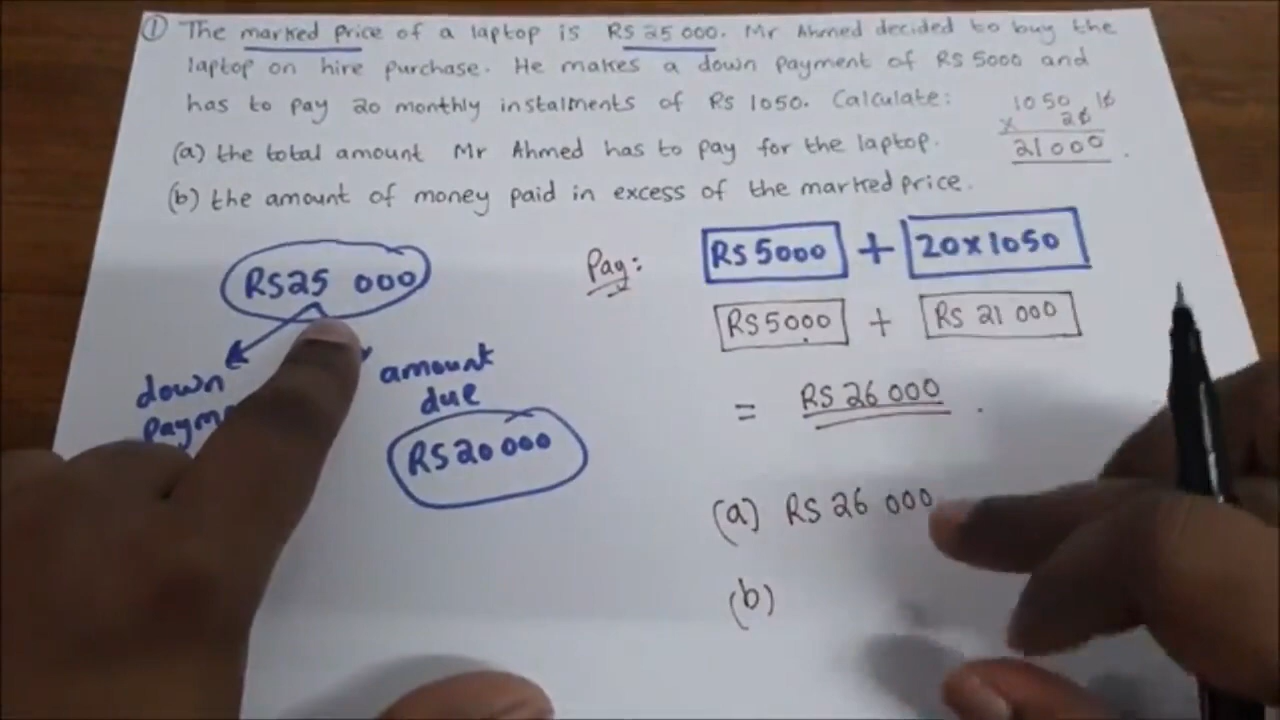 ① The marked price of a laptop is RS 25 000. Mr Ahmed decided to buy the
laptop on hire purchase. He makes a down payment of RS 5000 and
has to pay 20 monthly instalments of Rs 1050. Calculate:
(a) the total amount Mr Ahmed has to pay for the laptop.
(b) the amount of money paid in excess of the marked price.
1050
x 20
21000
RS25 000
down
amount
due
RS20 000
Pay:
RS 5000 + 20x1050
RS 5000 + RS 21 000
= RS 26 000
(a) RS 26 000
(b)